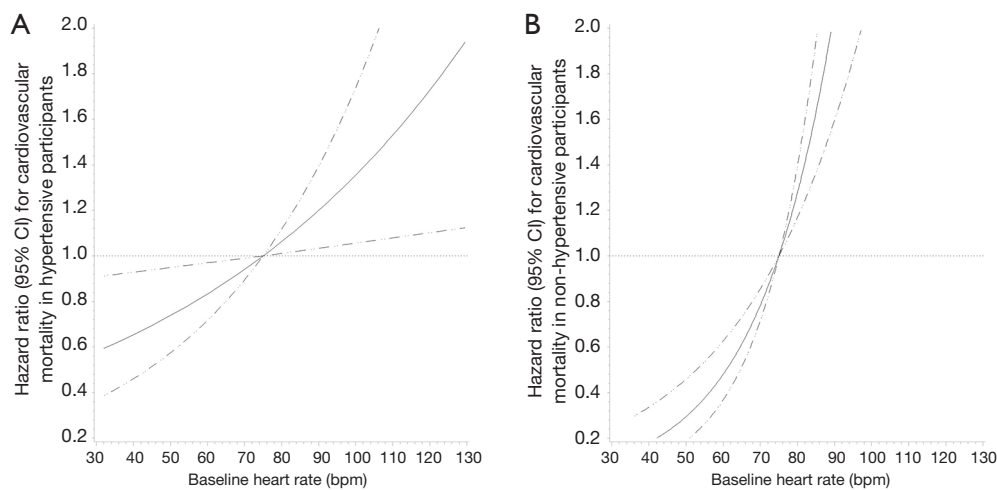 A
Hazard ratio (95% CI) for cardiovascular
mortality in hypertensive participants
2.0
1.8
1.6
1.4
1.2
1.0
0.8
0.6
0.4
0.2
30 40 50 60 70 80 90 100 110 120 130
Baseline heart rate (bpm)
B
Hazard ratio (95% CI) for cardiovascular
mortality in non-hypertensive participants
2.0
1.8
1.6
1.4
1.2
1.0
0.8
0.6
0.4
0.2
30 40 50 60 70 80 90 100 110 120 130
Baseline heart rate (bpm)